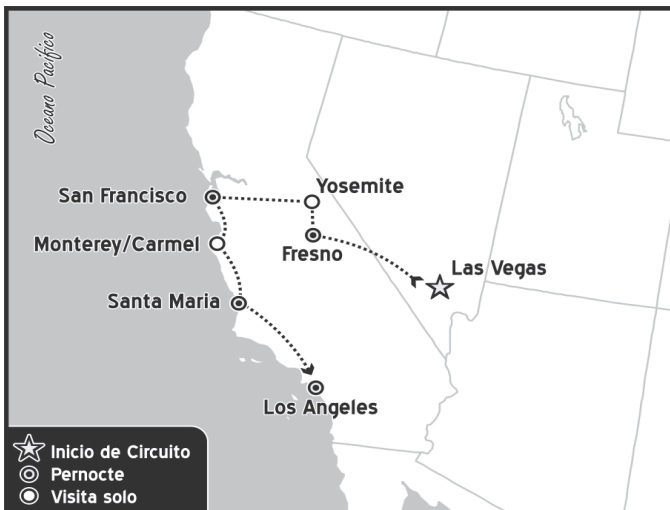 Oceano Pacifico
San Francisco
Yosemite
Monterey/Carmel
Fresno
Las Vegas
Santa Maria
Los Angeles
Inicio de Circuito
Pernocte
Visita solo